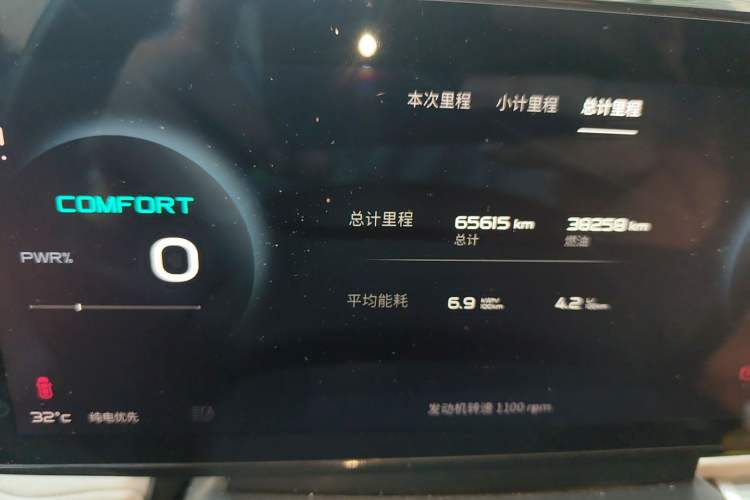 本次里程 小计里程 总计里程
COMFORT
总计里程 65615 km 38258 km
总计 燃油
PWR% 0
平均能耗 6.9 kWh/100km 4.2
32°C 纯电优先
发动机转速 1100 rpm